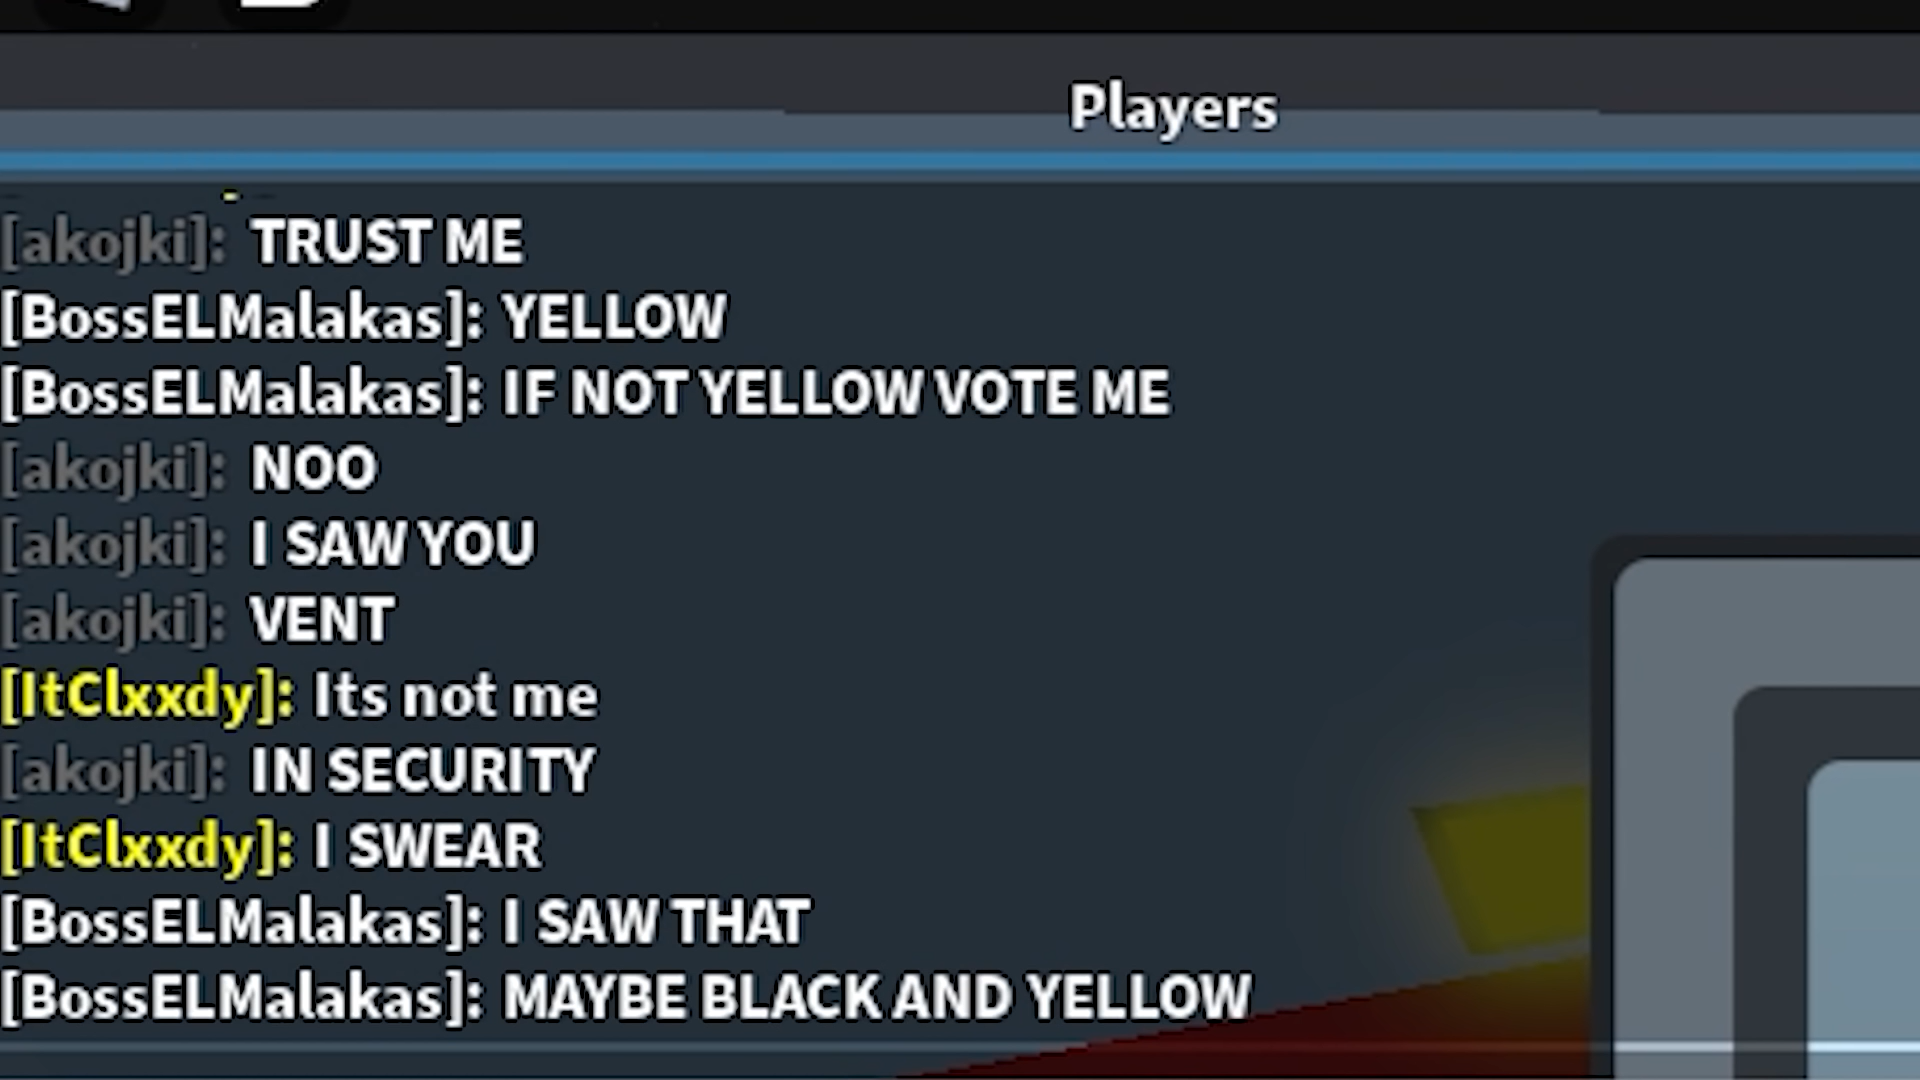 Players
[akojki]: TRUST ME
[BossELMalakas]: YELLOW
[BossELMalakas]: IF NOT YELLOW VOTE ME
[akojki]: NOO
[akojki]: I SAW YOU
[akojki]: VENT
[ItClxxdy]: Its not me
[akojki]: IN SECURITY
[ItClxxdy]: I SWEAR
[BossELMalakas]: I SAW THAT
[BossELMalakas]: MAYBE BLACK AND YELLOW